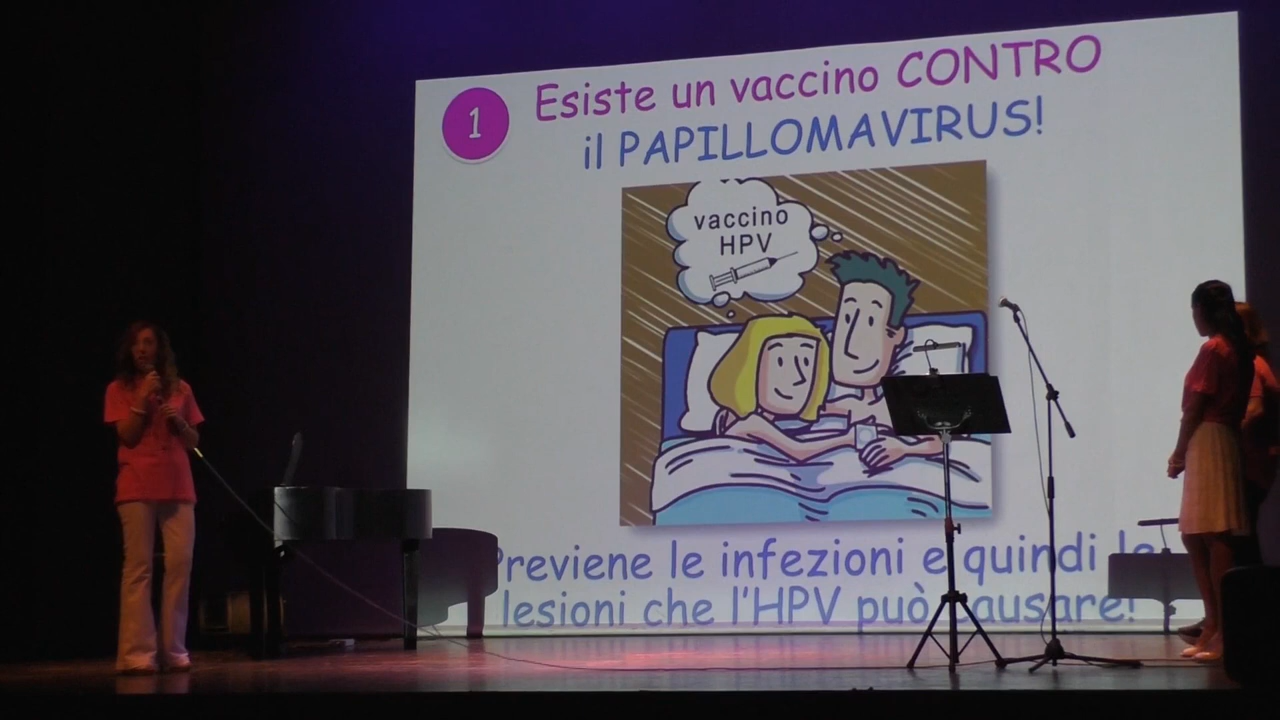 1
Esiste un vaccino CONTRO
il PAPILLOMAVIRUS!
vaccino
HPV
Previene le infezioni e quindi le
lesioni che l'HPV può causare!